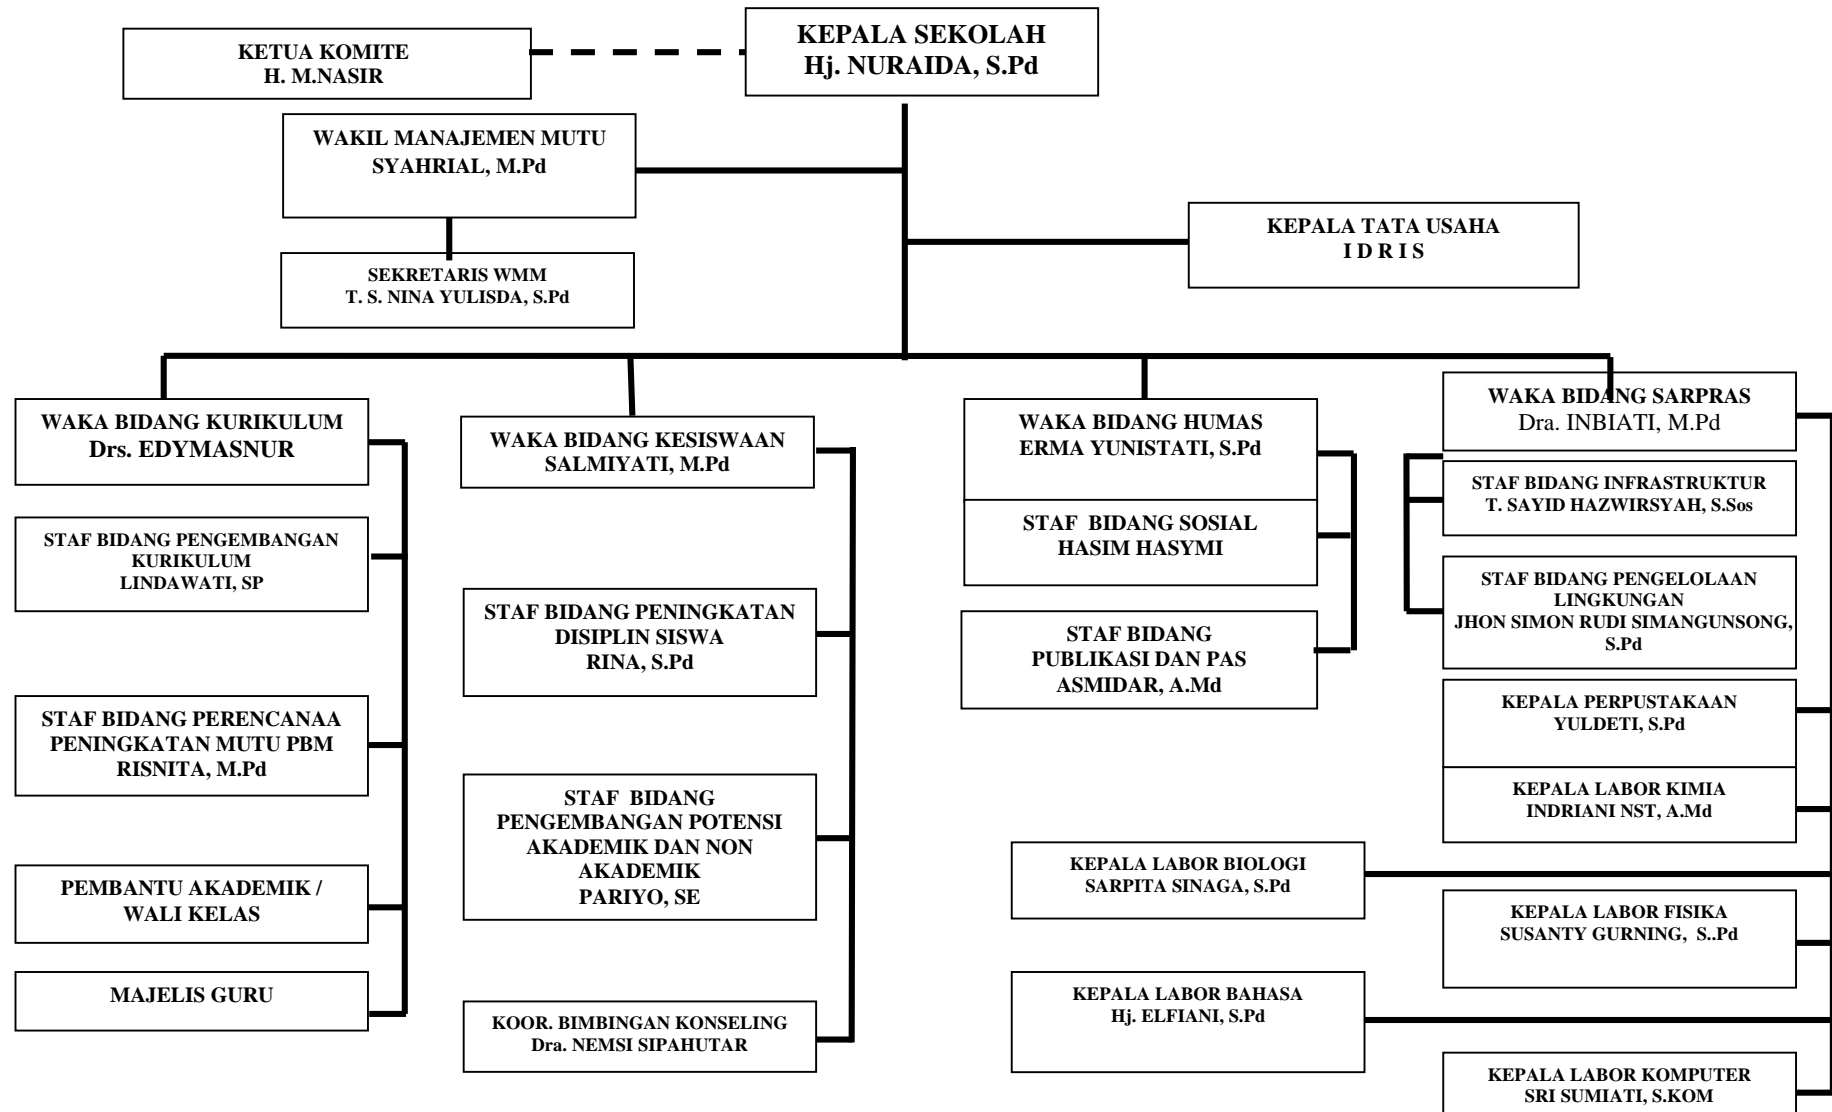 KETUA KOMITE
H. M.NASIR
KEPALA SEKOLAH
Hj. NURAIDA, S.Pd
WAKIL MANAJEMEN MUTU
SYAHRIAL, M.Pd
SEKRETARIS WMM
T. S. NINA YULISDA, S.Pd
KEPALA TATA USAHA
I D R I S
WAKA BIDANG KURIKULUM
Drs. EDYMASNUR
STAF BIDANG PENGEMBANGAN
KURIKULUM
LINDAWATI, SP
STAF BIDANG PERENCANAA
PENINGKATAN MUTU PBM
RISNITA, M.Pd
PEMBANTU AKADEMIK /
WALI KELAS
MAJELIS GURU
WAKA BIDANG KESISWAAN
SALMIYATI, M.Pd
STAF BIDANG PENINGKATAN
DISIPLIN SISWA
RINA, S.Pd
STAF  BIDANG
PENGEMBANGAN POTENSI
AKADEMIK DAN NON
AKADEMIK
PARIYO, SE
KOOR. BIMBINGAN KONSELING
Dra. NEMSI SIPAHUTAR
WAKA BIDANG HUMAS
ERMA YUNISTATI, S.Pd
STAF  BIDANG SOSIAL
HASIM HASYMI
STAF BIDANG
PUBLIKASI DAN PAS
ASMIDAR, A.Md
WAKA BIDANG SARPRAS
Dra. INBIATI, M.Pd
STAF BIDANG INFRASTRUKTUR
T. SAYID HAZWIRSYAH, S.Sos
STAF BIDANG PENGELOLAAN
LINGKUNGAN
JHON SIMON RUDI SIMANGUNSONG,
S.Pd
KEPALA PERPUSTAKAAN
YULDETI, S.Pd
KEPALA LABOR KIMIA
INDRIANI NST, A.Md
KEPALA LABOR BIOLOGI
SARPITA SINAGA, S.Pd
KEPALA LABOR FISIKA
SUSANTY GURNING,  S..Pd
KEPALA LABOR BAHASA
Hj. ELFIANI, S.Pd
KEPALA LABOR KOMPUTER
SRI SUMIATI, S.KOM